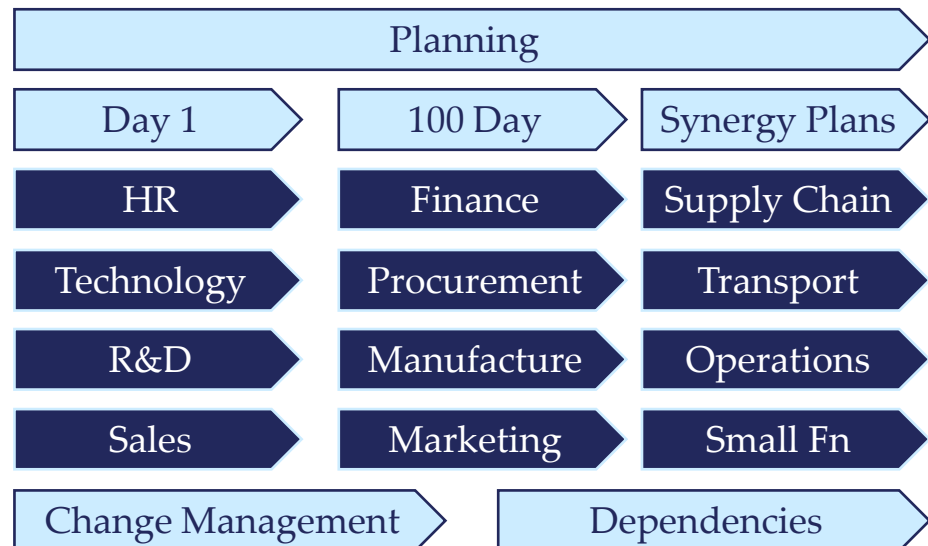 Planning
Day 1
100 Day
Synergy Plans
HR
Finance
Supply Chain
Technology
Procurement
Transport
R&D
Manufacture
Operations
Sales
Marketing
Small Fn
Change Management
Dependencies